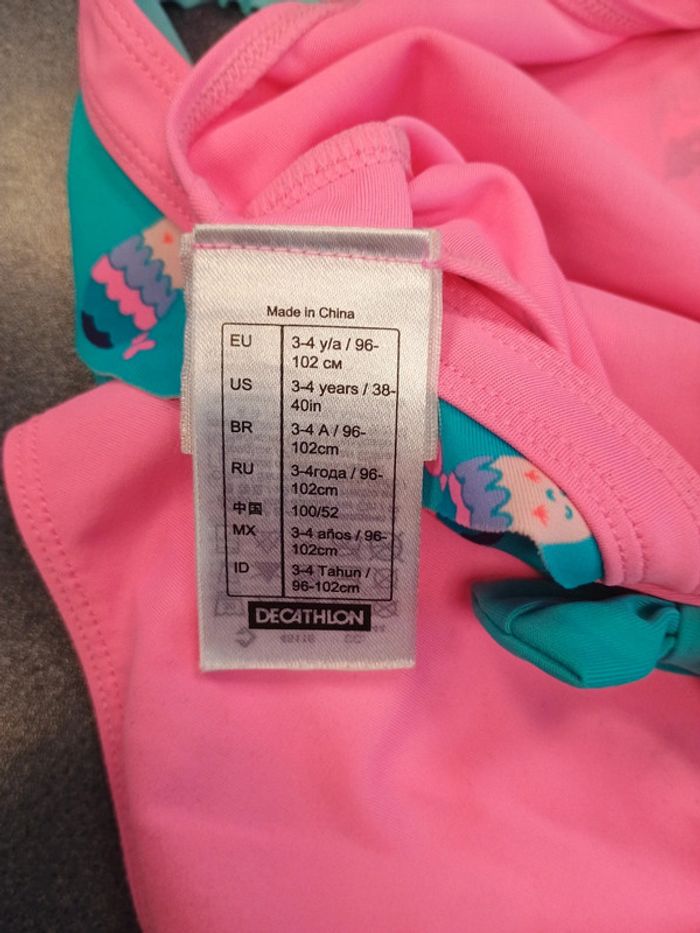 Made in China
EU 3-4 y/a / 96-
102 см
US 3-4 years / 38-
40in
BR 3-4 A / 96-
102cm
RU 3-4года / 96-
102cm
中国 100/52
MX 3-4 años / 96-
102cm
ID 3-4 Tahun /
96-102cm
DECATHLON